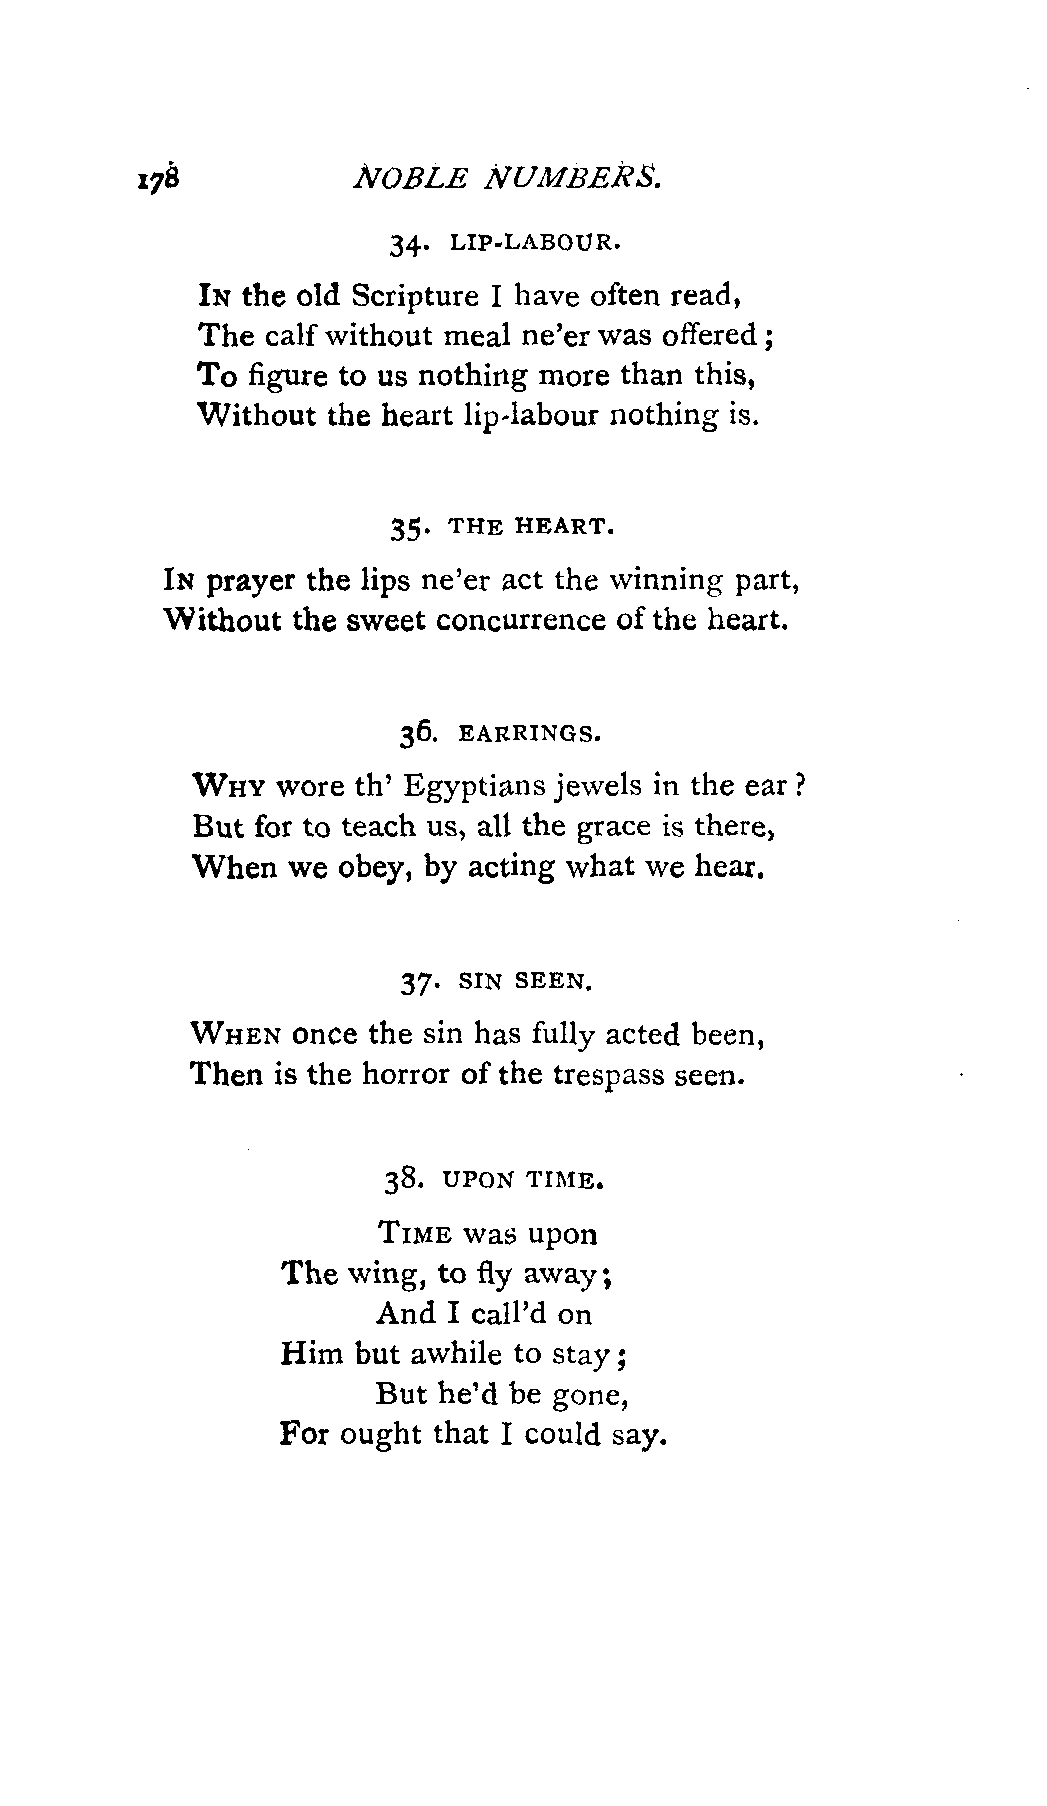 178 NOBLE NUMBERS.
34. LIP-LABOUR.
IN the old Scripture I have often read,
The calf without meal ne'er was offered ;
To figure to us nothing more than this,
Without the heart lip-labour nothing is.
35. THE HEART.
IN prayer the lips ne'er act the winning part,
Without the sweet concurrence of the heart.
36. EARRINGS.
WHY wore th' Egyptians jewels in the ear ?
But for to teach us, all the grace is there,
When we obey, by acting what we hear.
37. SIN SEEN.
WHEN once the sin has fully acted been,
Then is the horror of the trespass seen.
38. UPON TIME.
TIME was upon
The wing, to fly away ;
And I call'd on
Him but awhile to stay ;
But he'd be gone,
For ought that I could say.